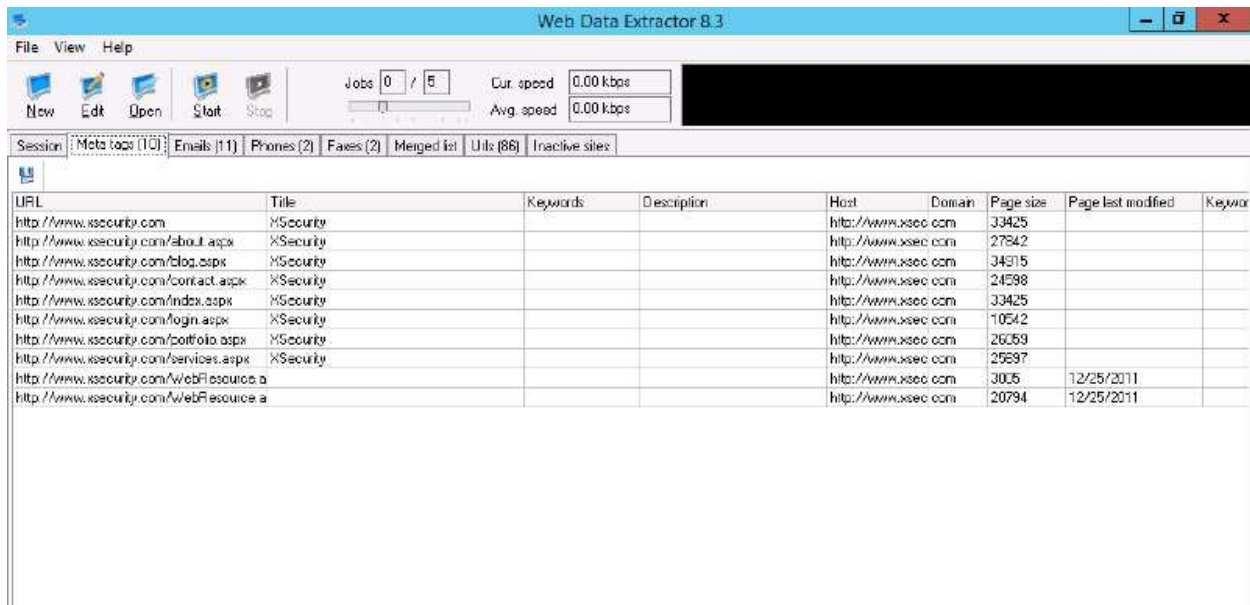 Web Data Extractor 8.3
File View Help
New Edit Open Start Stop Jobs 0 / 5 Cur. speed 0.00 kbps
Avg. speed 0.00 kbps
Session Meta tags (10) Emails (11) Phones (2) Faxes (2) Merged list Urls (86) Inactive sites
URL Title Keywords Description Host Domain Page size Page last modified Keywor
http://www.xsecurity.com XSecurity http://www.xsec com 33425
http://www.xsecurity.com/about.aspx XSecurity http://www.xsec com 27842
http://www.xsecurity.com/blog.aspx XSecurity http://www.xsec com 34915
http://www.xsecurity.com/contact.aspx XSecurity http://www.xsec com 24598
http://www.xsecurity.com/index.aspx XSecurity http://www.xsec com 33425
http://www.xsecurity.com/login.aspx XSecurity http://www.xsec com 10542
http://www.xsecurity.com/portfolio.aspx XSecurity http://www.xsec com 26059
http://www.xsecurity.com/services.aspx XSecurity http://www.xsec com 25697
http://www.xsecurity.com/WebResource.a http://www.xsec com 3005 12/25/2011
http://www.xsecurity.com/WebResource.a http://www.xsec com 20794 12/25/2011